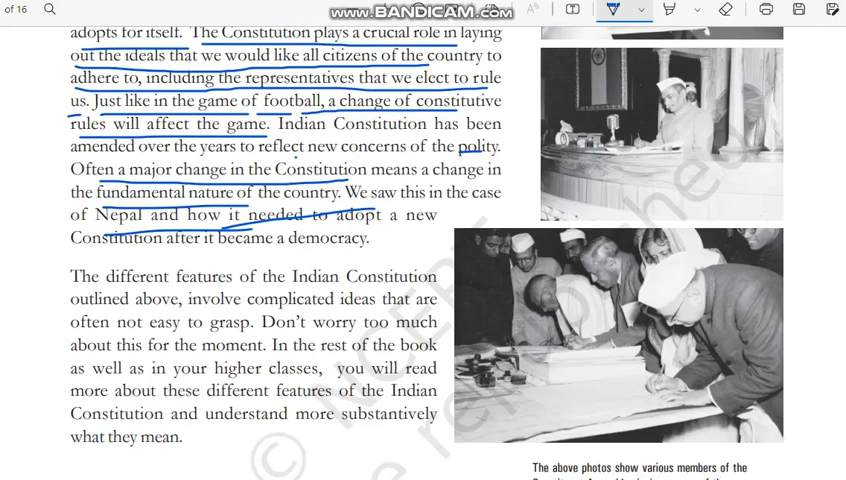 of 16
www.BANDICAM.com
adopts for itself. The Constitution plays a crucial role in laying
out the ideals that we would like all citizens of the country to
adhere to, including the representatives that we elect to rule
us. Just like in the game of football, a change of constitutive
rules will affect the game. Indian Constitution has been
amended over the years to reflect new concerns of the polity.
Often a major change in the Constitution means a change in
the fundamental nature of the country. We saw this in the case
of Nepal and how it needed to adopt a new
Constitution after it became a democracy.
The different features of the Indian Constitution
outlined above, involve complicated ideas that are
often not easy to grasp. Don't worry too much
about this for the moment. In the rest of the book
as well as in your higher classes, you will read
more about these different features of the Indian
Constitution and understand more substantively
what they mean.
© NCERT
The above photos show various members of the